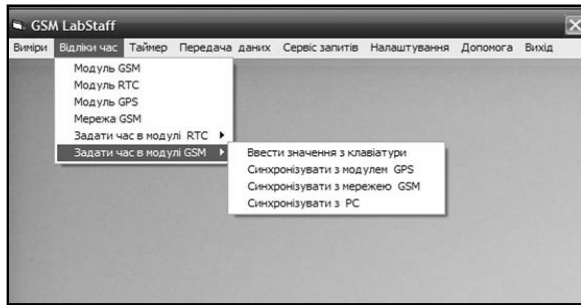 GSM LabStaff
Виміри Відліки час Таймер Передача даних Сервіс запитів Налаштування Допомога Вихід
Модуль GSM
Модуль RTC
Модуль GPS
Мережа GSM
Задати час в модулі RTC
Задати час в модулі GSM
Ввести значення з клавіатури
Синхронізувати з модулем GPS
Синхронізувати з мережею GSM
Синхронізувати з PC